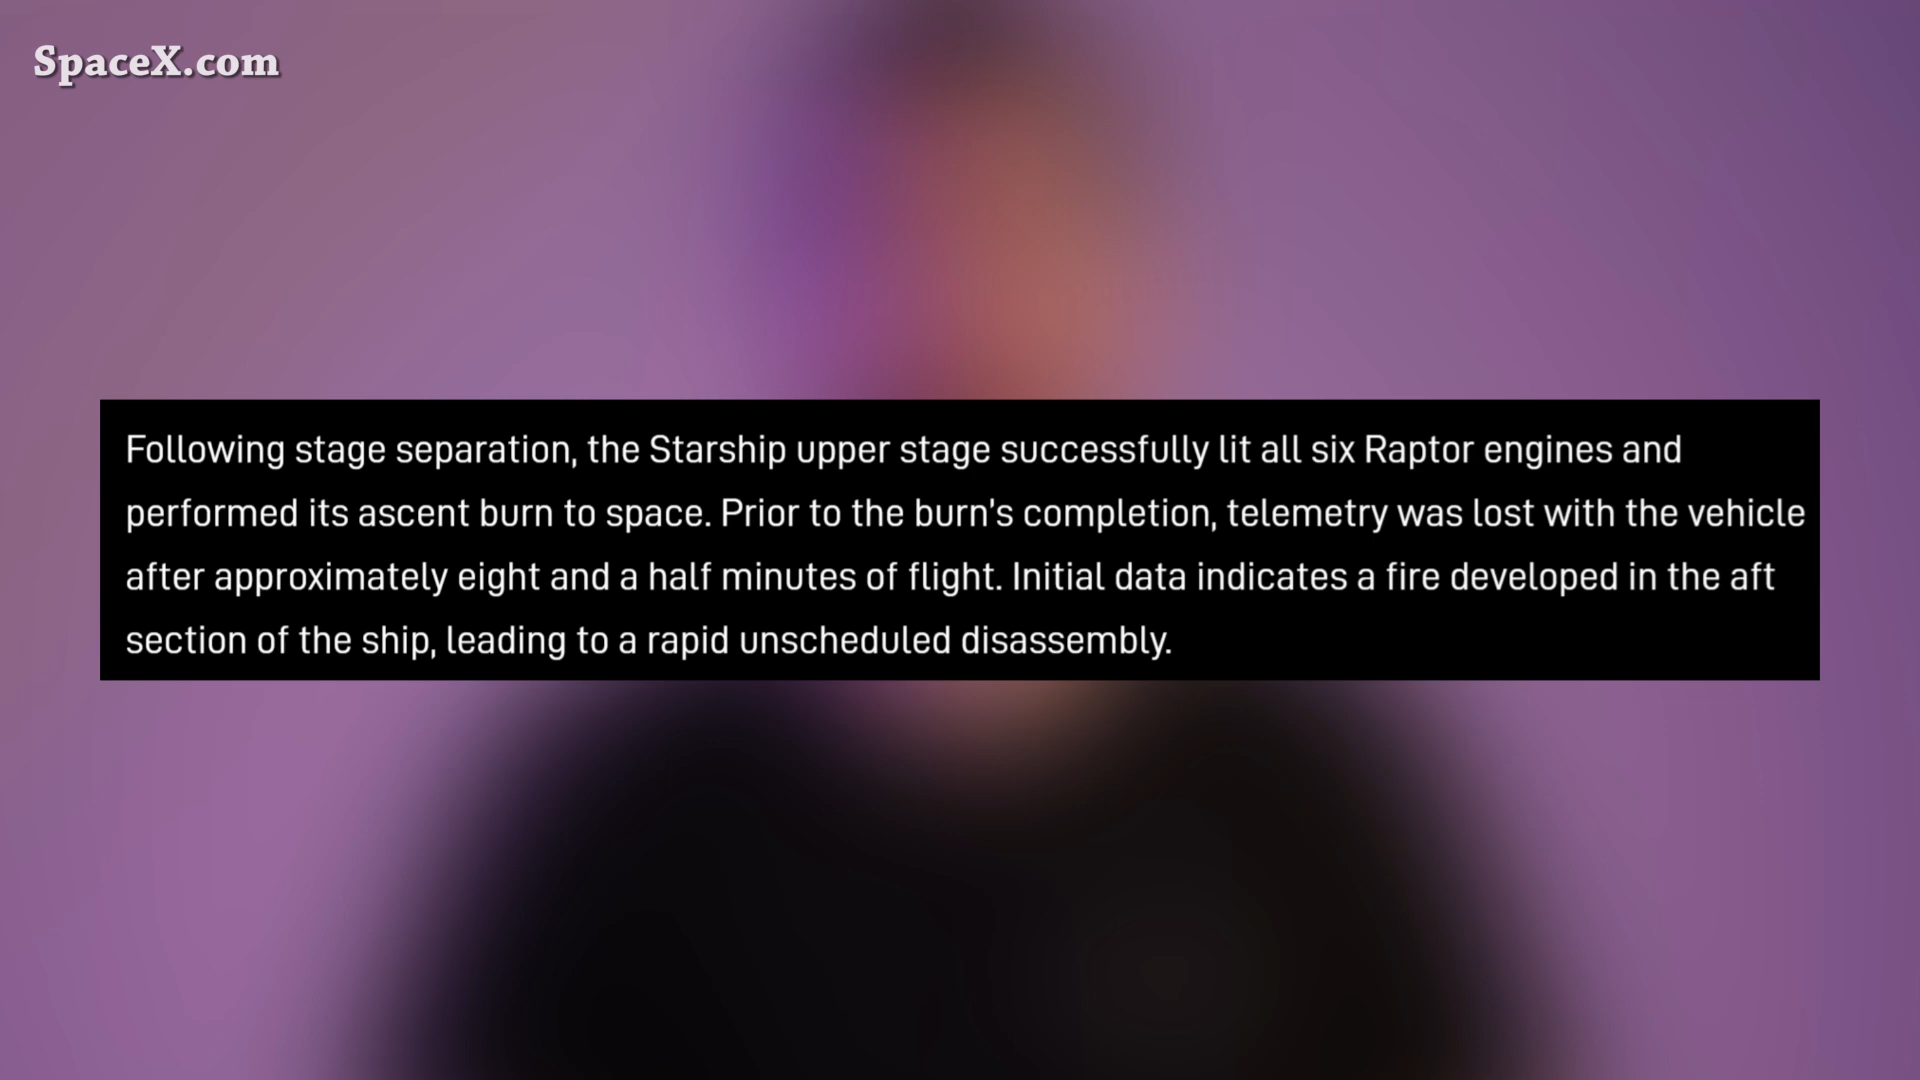 SpaceX.com
Following stage separation, the Starship upper stage successfully lit all six Raptor engines and
performed its ascent burn to space. Prior to the burn's completion, telemetry was lost with the vehicle
after approximately eight and a half minutes of flight. Initial data indicates a fire developed in the aft
section of the ship, leading to a rapid unscheduled disassembly.